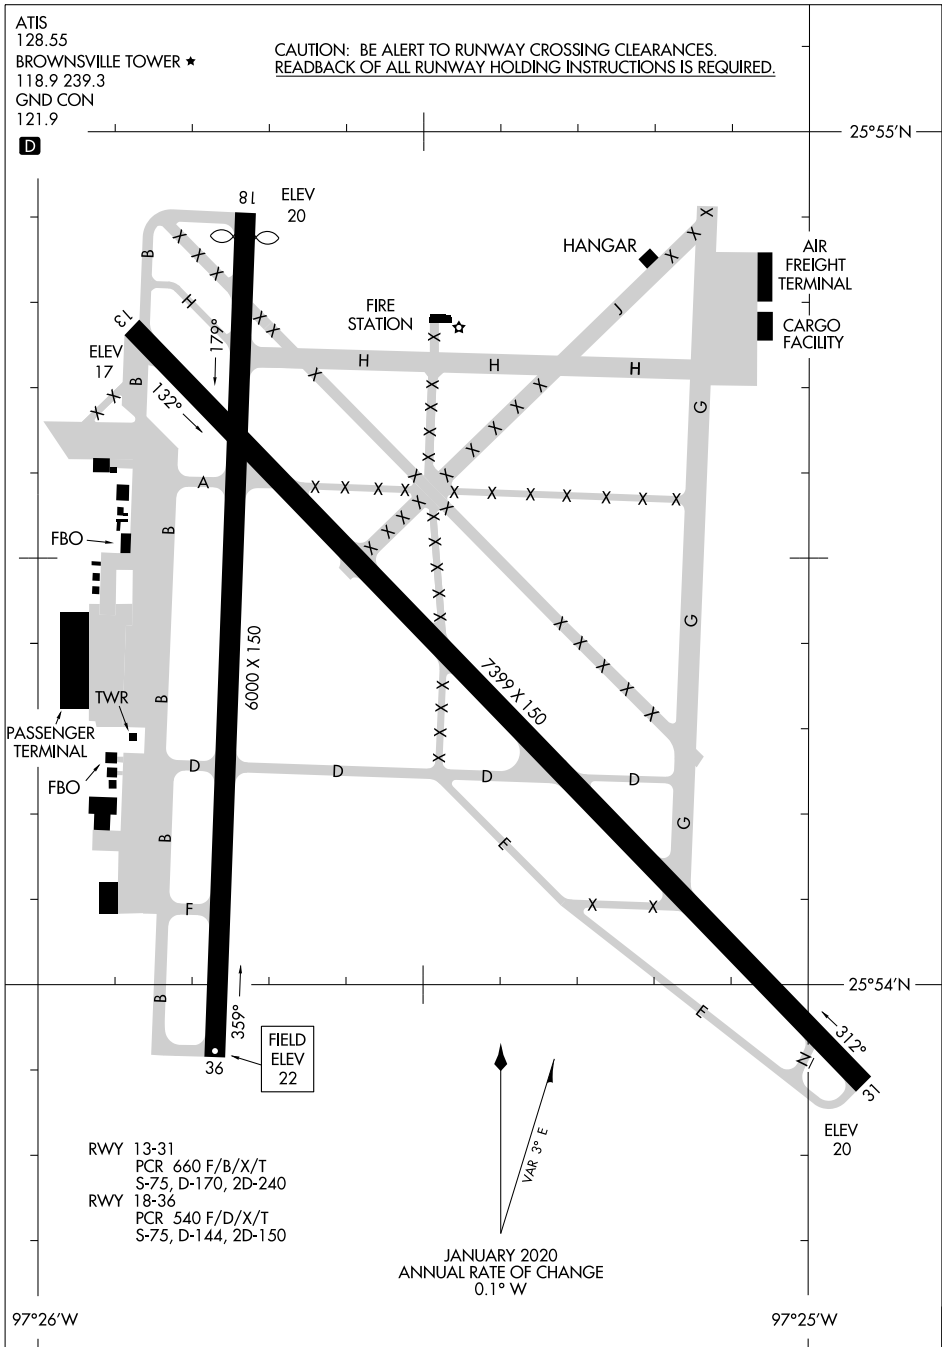 ATIS
128.55
BROWNSVILLE TOWER ★
118.9 239.3
GND CON
121.9
D
CAUTION: BE ALERT TO RUNWAY CROSSING CLEARANCES.
READBACK OF ALL RUNWAY HOLDING INSTRUCTIONS IS REQUIRED.
25°55'N
18
ELEV
20
HANGAR
AIR
FREIGHT
TERMINAL
CARGO
FACILITY
FIRE
STATION
13
ELEV
17
132°
179°
B
B
H
H
H
H
J
G
A
B
FBO
6000 X 150
7399 X 150
G
B
TWR
PASSENGER
TERMINAL
FBO
D
D
D
D
B
E
G
F
X X X X X X X
X X X X X X
X X X X X X X X X X
X X X X X X X X X X
X X X X X X X X X X
X X X X X X X X X X
X X X X X X X
B
359°
E
25°54'N
312°
N1
31
ELEV
20
36
FIELD
ELEV
22
VAR 3° E
RWY 13-31
PCR 660 F/B/X/T
S-75, D-170, 2D-240
RWY 18-36
PCR 540 F/D/X/T
S-75, D-144, 2D-150
JANUARY 2020
ANNUAL RATE OF CHANGE
0.1° W
97°26'W
97°25'W